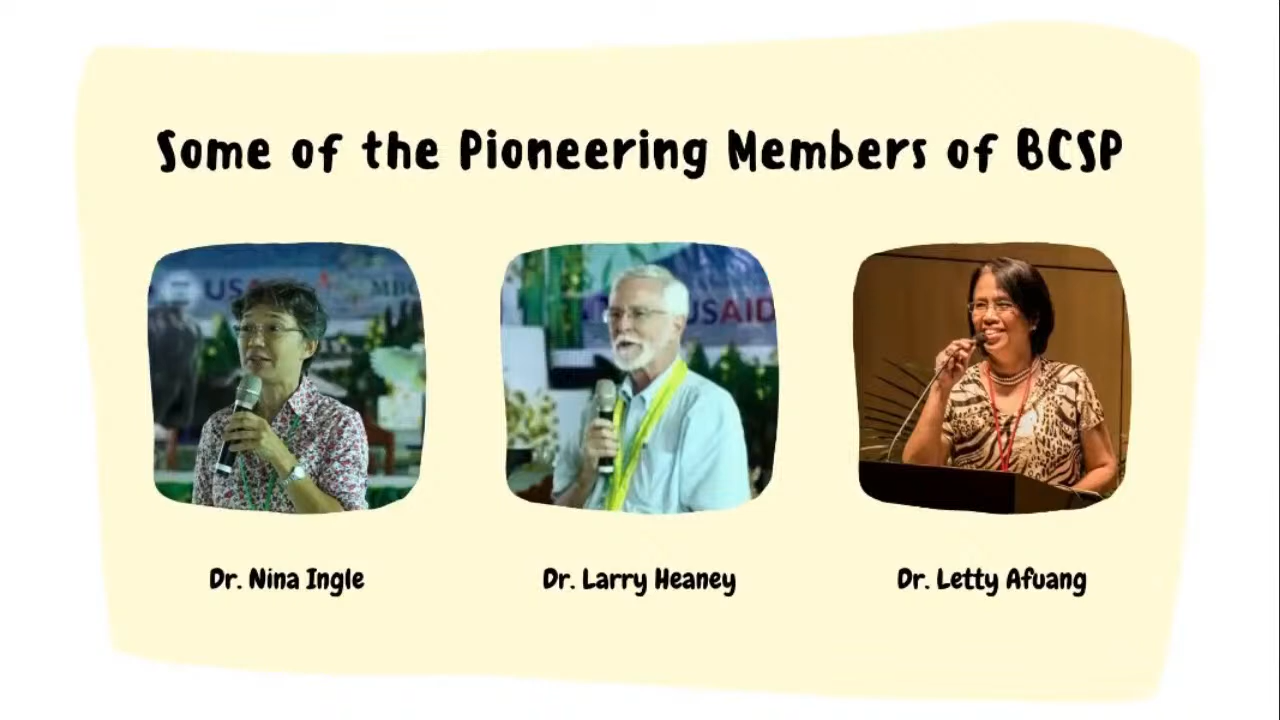 Some of the Pioneering Members of BCSP
USAID
Dr. Nina Ingle
Dr. Larry Heaney
Dr. Letty Afuang